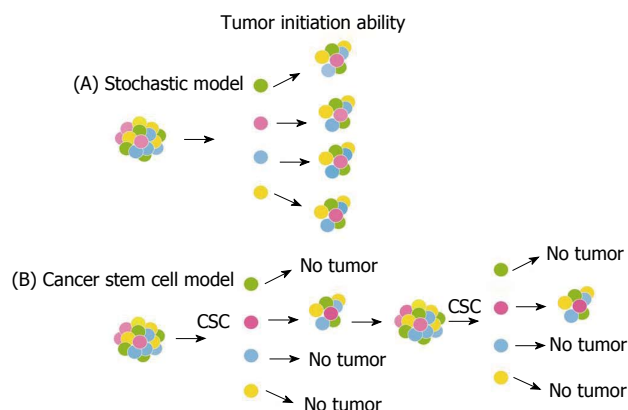 Tumor initiation ability
(A) Stochastic model
(B) Cancer stem cell model
No tumor
CSC
No tumor
No tumor
CSC
No tumor
No tumor
No tumor